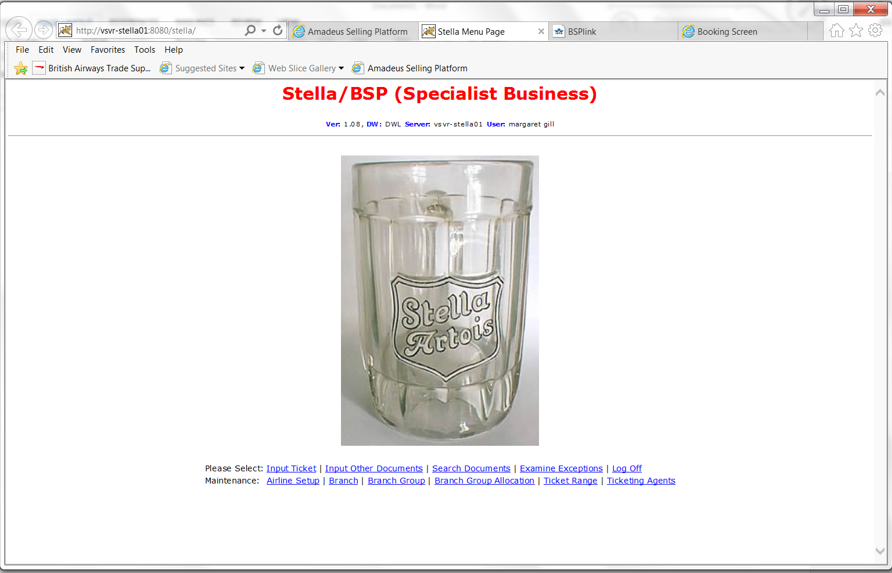 http://vsvr-stella01:8080/stella/
Amadeus Selling Platform
Stella Menu Page
BSPlink
Booking Screen
File Edit View Favorites Tools Help
British Airways Trade Sup... Suggested Sites Web Slice Gallery Amadeus Selling Platform
Stella/BSP (Specialist Business)
Ver: 1.08, DW: DWL Server: vsvr-stella01 User: margaret gill
Stella
Artois
Please Select: Input Ticket | Input Other Documents | Search Documents | Examine Exceptions | Log Off
Maintenance: Airline Setup | Branch | Branch Group | Branch Group Allocation | Ticket Range | Ticketing Agents